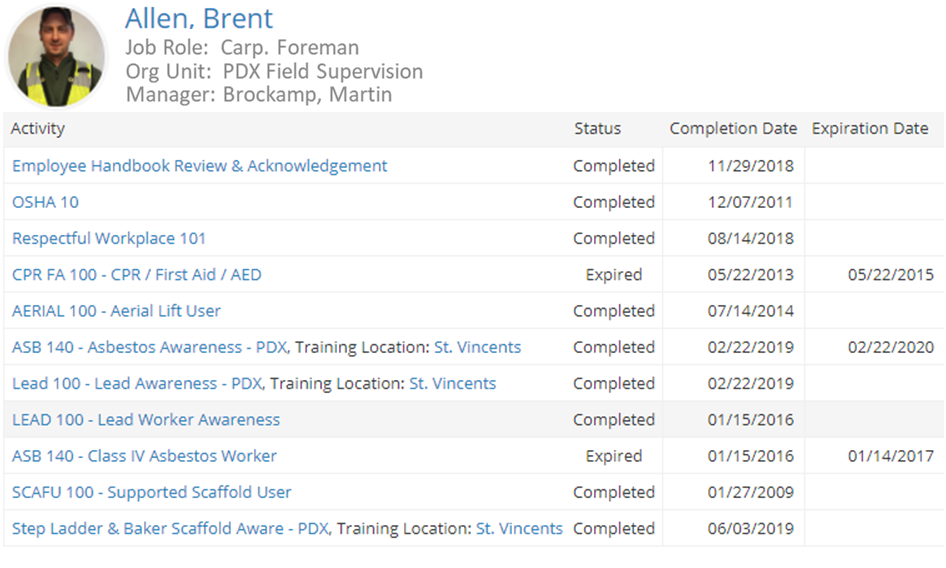 Allen, Brent
Job Role: Carp. Foreman
Org Unit: PDX Field Supervision
Manager: Brockamp, Martin
Activity Status Completion Date Expiration Date
Employee Handbook Review & Acknowledgement Completed 11/29/2018
OSHA 10 Completed 12/07/2011
Respectful Workplace 101 Completed 08/14/2018
CPR FA 100 - CPR / First Aid / AED Expired 05/22/2013 05/22/2015
AERIAL 100 - Aerial Lift User Completed 07/14/2014
ASB 140 - Asbestos Awareness - PDX, Training Location: St. Vincents Completed 02/22/2019 02/22/2020
Lead 100 - Lead Awareness - PDX, Training Location: St. Vincents Completed 02/22/2019
LEAD 100 - Lead Worker Awareness Completed 01/15/2016
ASB 140 - Class IV Asbestos Worker Expired 01/15/2016 01/14/2017
SCAFU 100 - Supported Scaffold User Completed 01/27/2009
Step Ladder & Baker Scaffold Aware - PDX, Training Location: St. Vincents Completed 06/03/2019